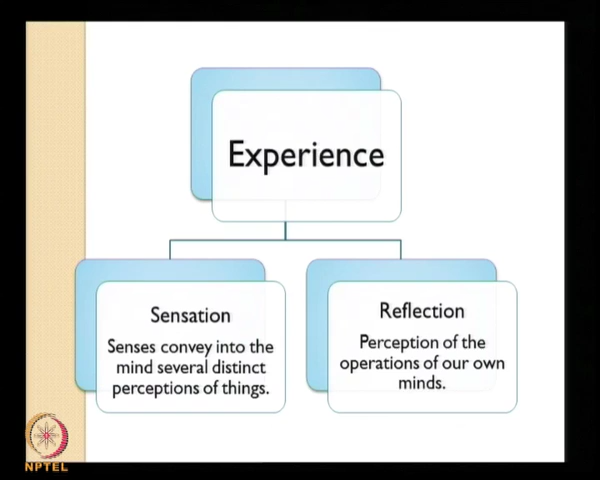 Experience
Sensation
Senses convey into the
mind several distinct
perceptions of things.
Reflection
Perception of the
operations of our own
minds.
NPTEL